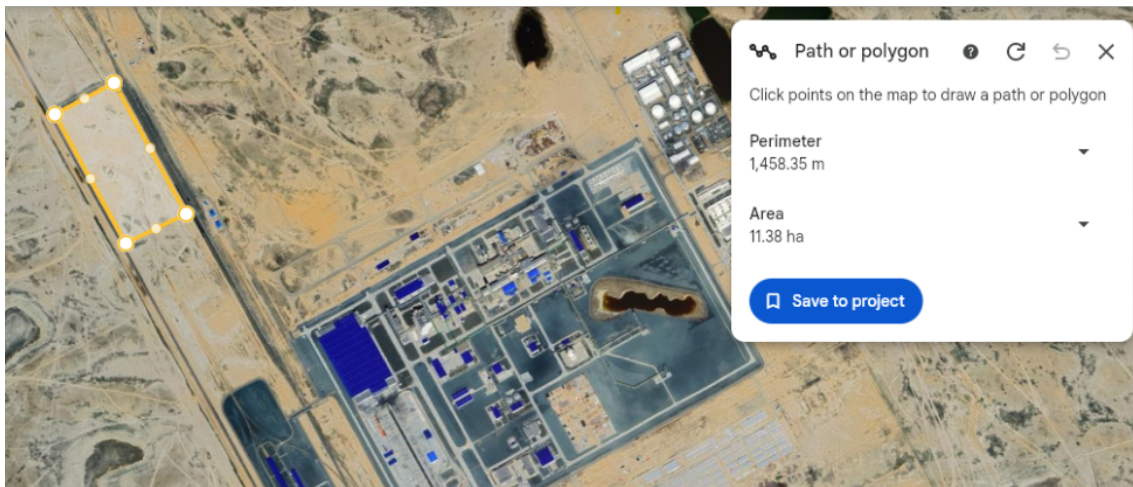 Path or polygon
Click points on the map to draw a path or polygon
Perimeter
1,458.35 m
Area
11.38 ha
Save to project